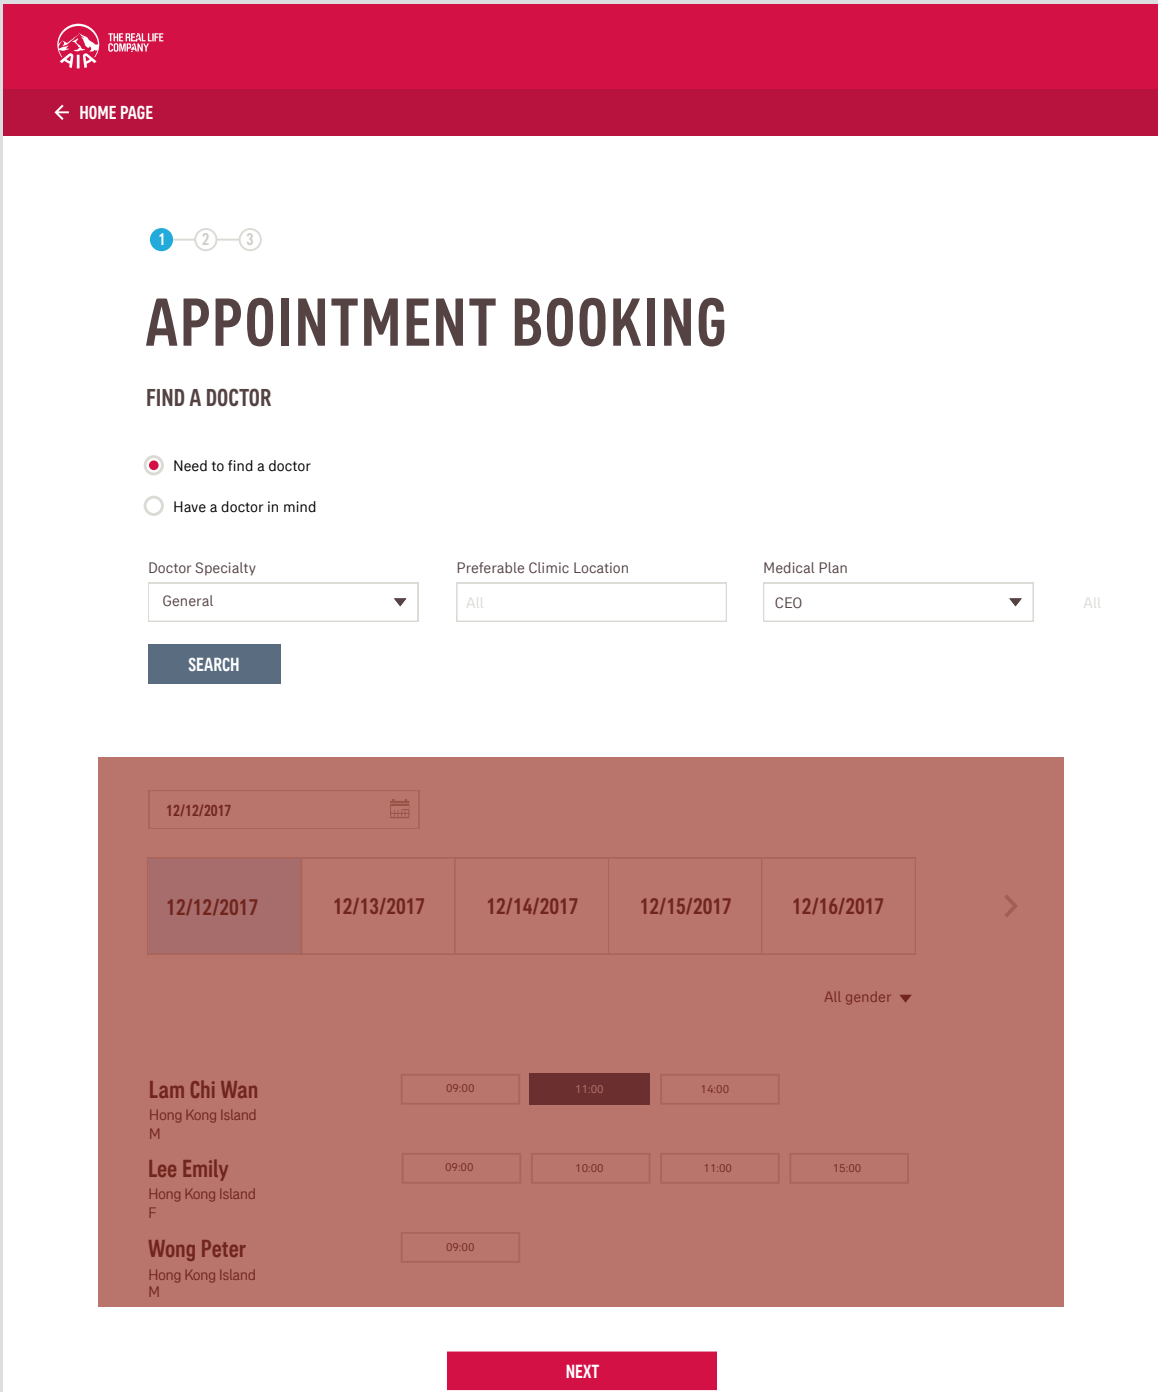 THE REAL LIFE
COMPANY
AIA
HOME PAGE
1 2 3
APPOINTMENT BOOKING
FIND A DOCTOR
Need to find a doctor
Have a doctor in mind
Doctor Specialty Preferable Climic Location Medical Plan
General All CEO All
SEARCH
12/12/2017
12/12/2017 12/13/2017 12/14/2017 12/15/2017 12/16/2017
All gender
Lam Chi Wan 09:00 11:00 14:00
Hong Kong Island
M
Lee Emily 09:00 10:00 11:00 15:00
Hong Kong Island
F
Wong Peter 09:00
Hong Kong Island
M
NEXT